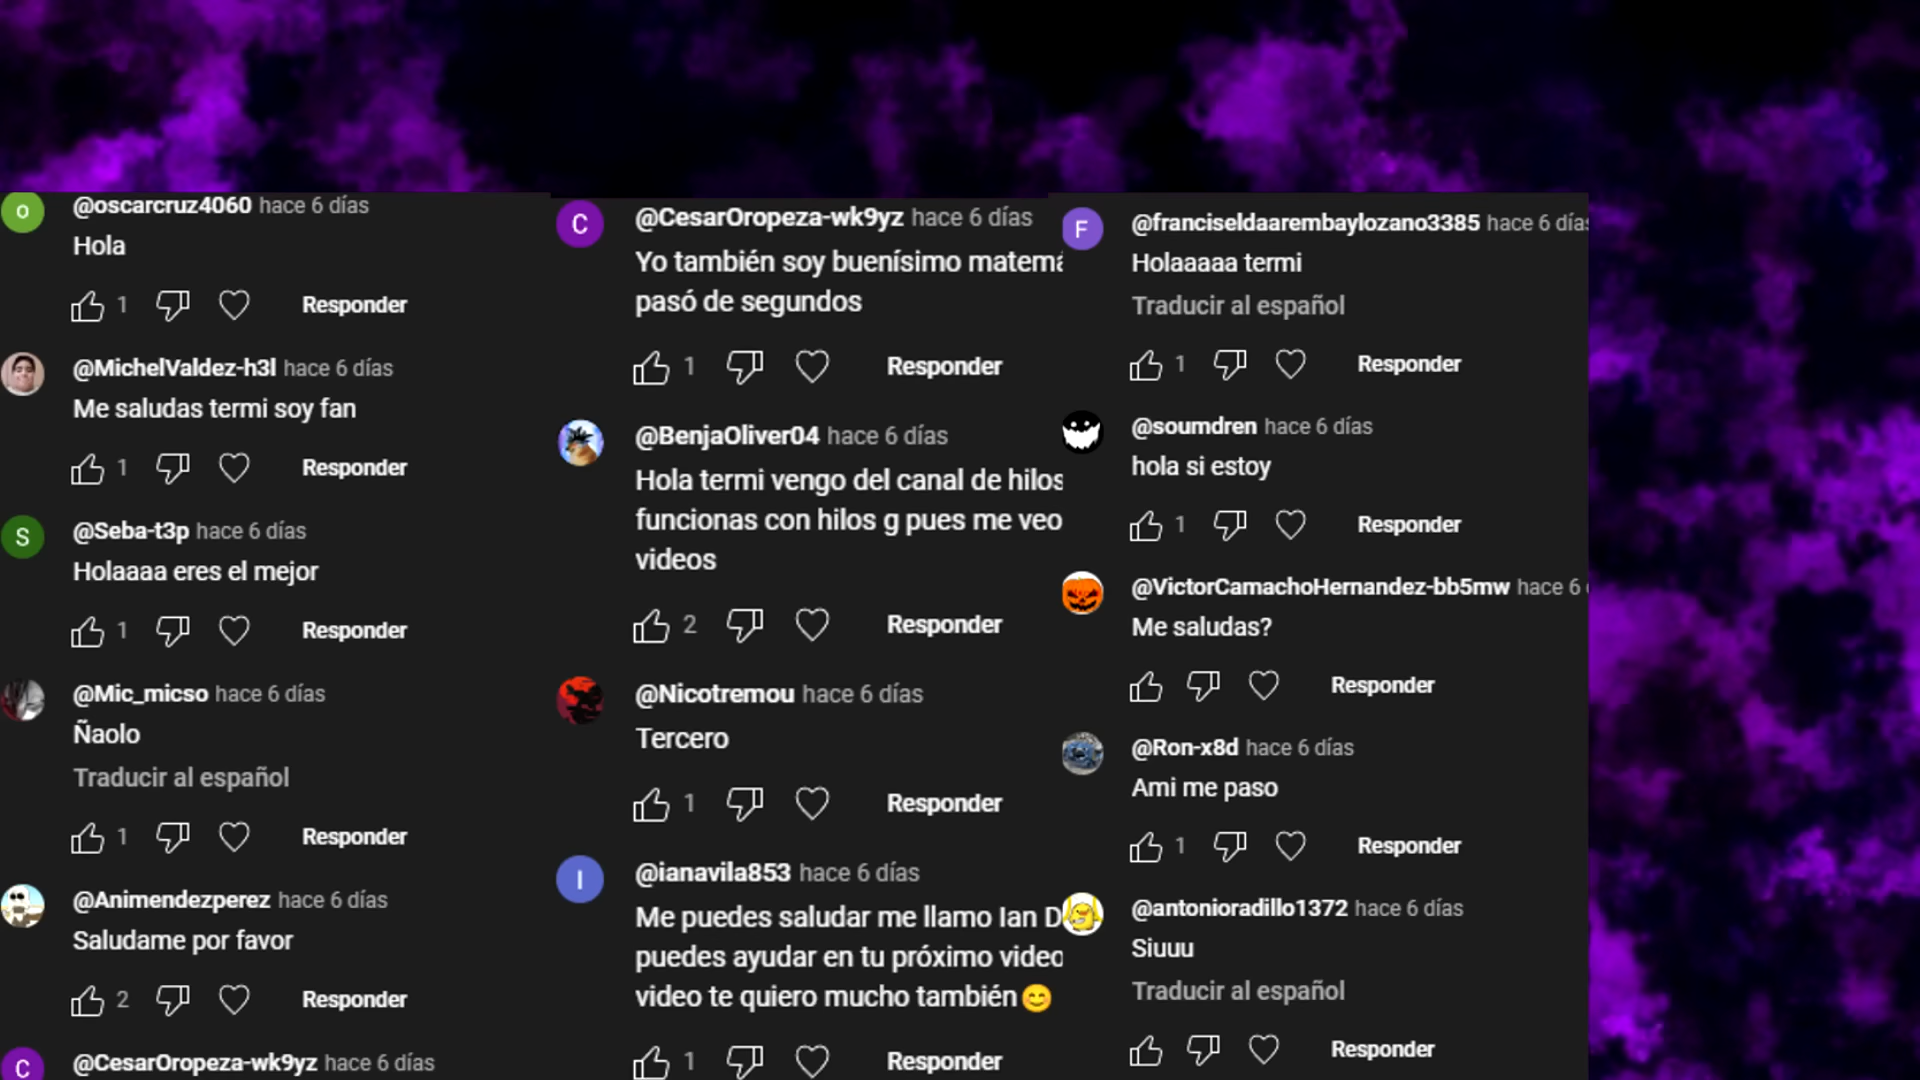 @oscarcruz4060 hace 6 días
Hola
1 Responder
@MichelValdez-h3l hace 6 días
Me saludas termi soy fan
1 Responder
S
@Seba-t3p hace 6 días
Holaaaa eres el mejor
1 Responder
@Mic_micso hace 6 días
Ñaolo
Traducir al español
1 Responder
@Animendezperez hace 6 días
Saludame por favor
2 Responder
C
@CesarOropeza-wk9yz hace 6 días
C
@CesarOropeza-wk9yz hace 6 días
Yo también soy buenísimo
pasó de segundos
1 Responder
@BenjaOliver04 hace 6 días
Hola termi vengo del canal de hilos
funcionas con hilos g pues me veo
videos
2 Responder
@Nicotremou hace 6 días
Tercero
1 Responder
I
@ianavila853 hace 6 días
Me puedes saludar me llamo Ian D
puedes ayudar en tu próximo video
video te quiero mucho también😊
1 Responder
F
@franciseldaarembaylozano3385 hace 6 días
Holaaaaa termi
Traducir al español
1 Responder
@soumdren hace 6 días
hola si estoy
1 Responder
@VictorCamachoHernandez-bb5mw hace 6
Me saludas?
Responder
@Ron-x8d hace 6 días
Ami me paso
1 Responder
@antonioradillo1372 hace 6 días
Siuuu
Traducir al español
Responder